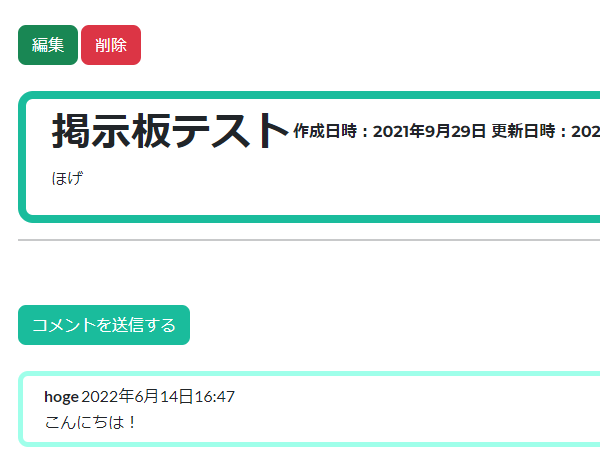 編集 削除
掲示板テスト 作成日時：2021年9月29日 更新日時：202
ほげ
コメントを送信する
hoge 2022年6月14日16:47
こんにちは！